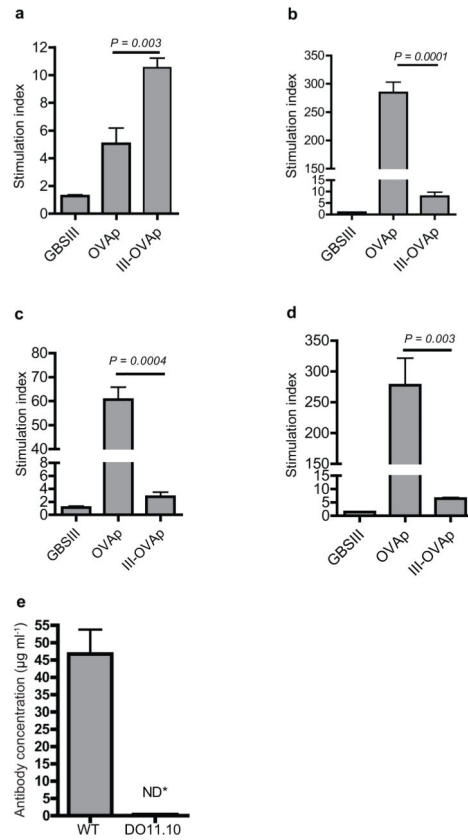 a
P = 0.003
Stimulation index
12
10
8
6
4
2
0
GBSIII
OVAp
III-OVAp
b
P = 0.0001
Stimulation index
350
300
250
200
150
15
10
5
0
GBSIII
OVAp
III-OVAp
c
P = 0.0004
Stimulation index
80
70
60
50
40
8
6
4
2
0
GBSIII
OVAp
III-OVAp
d
P = 0.003
Stimulation index
350
300
250
200
150
15
10
5
0
GBSIII
OVAp
III-OVAp
e
Antibody concentration (µg ml⁻¹)
55
50
45
40
35
30
25
20
15
10
5
0
ND*
WT
DO11.10